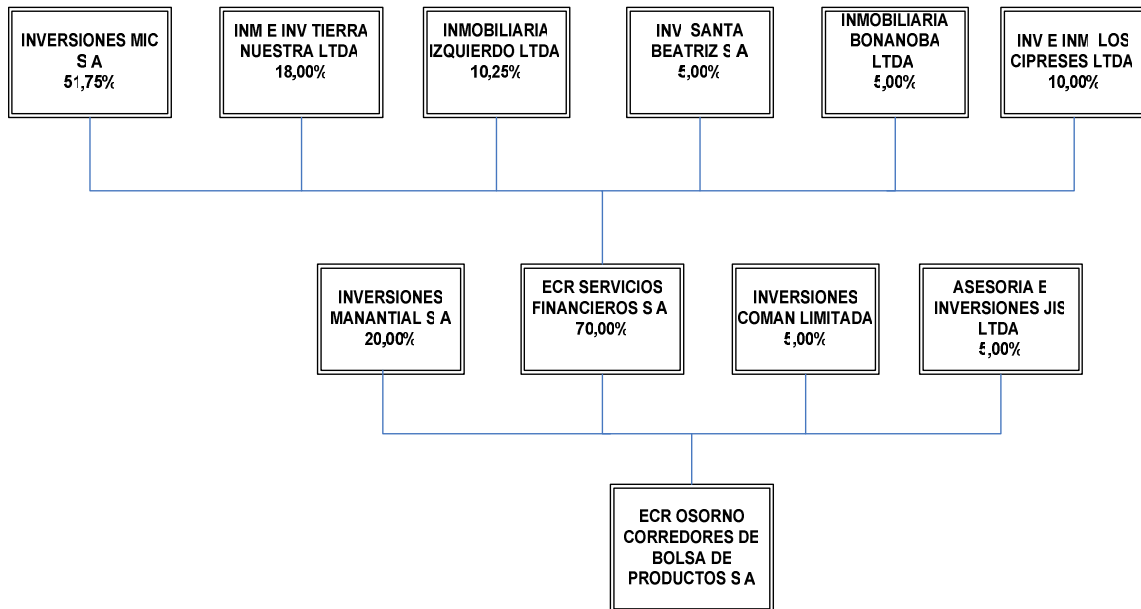 INVERSIONES MIC
S A
51,75%
INM E INV TIERRA
NUESTRA LTDA
18,00%
INMOBILIARIA
IZQUIERDO LTDA
10,25%
INV SANTA
BEATRIZ S A
5,00%
INMOBILIARIA
BONANOBA
LTDA
5,00%
INV E INM LOS
CIPRESES LTDA
10,00%
INVERSIONES
MANANTIAL S A
20,00%
ECR SERVICIOS
FINANCIEROS S A
70,00%
INVERSIONES
COMAN LIMITADA
5,00%
ASESORIA E
INVERSIONES JIS
LTDA
5,00%
ECR OSORNO
CORREDORES DE
BOLSA DE
PRODUCTOS S A